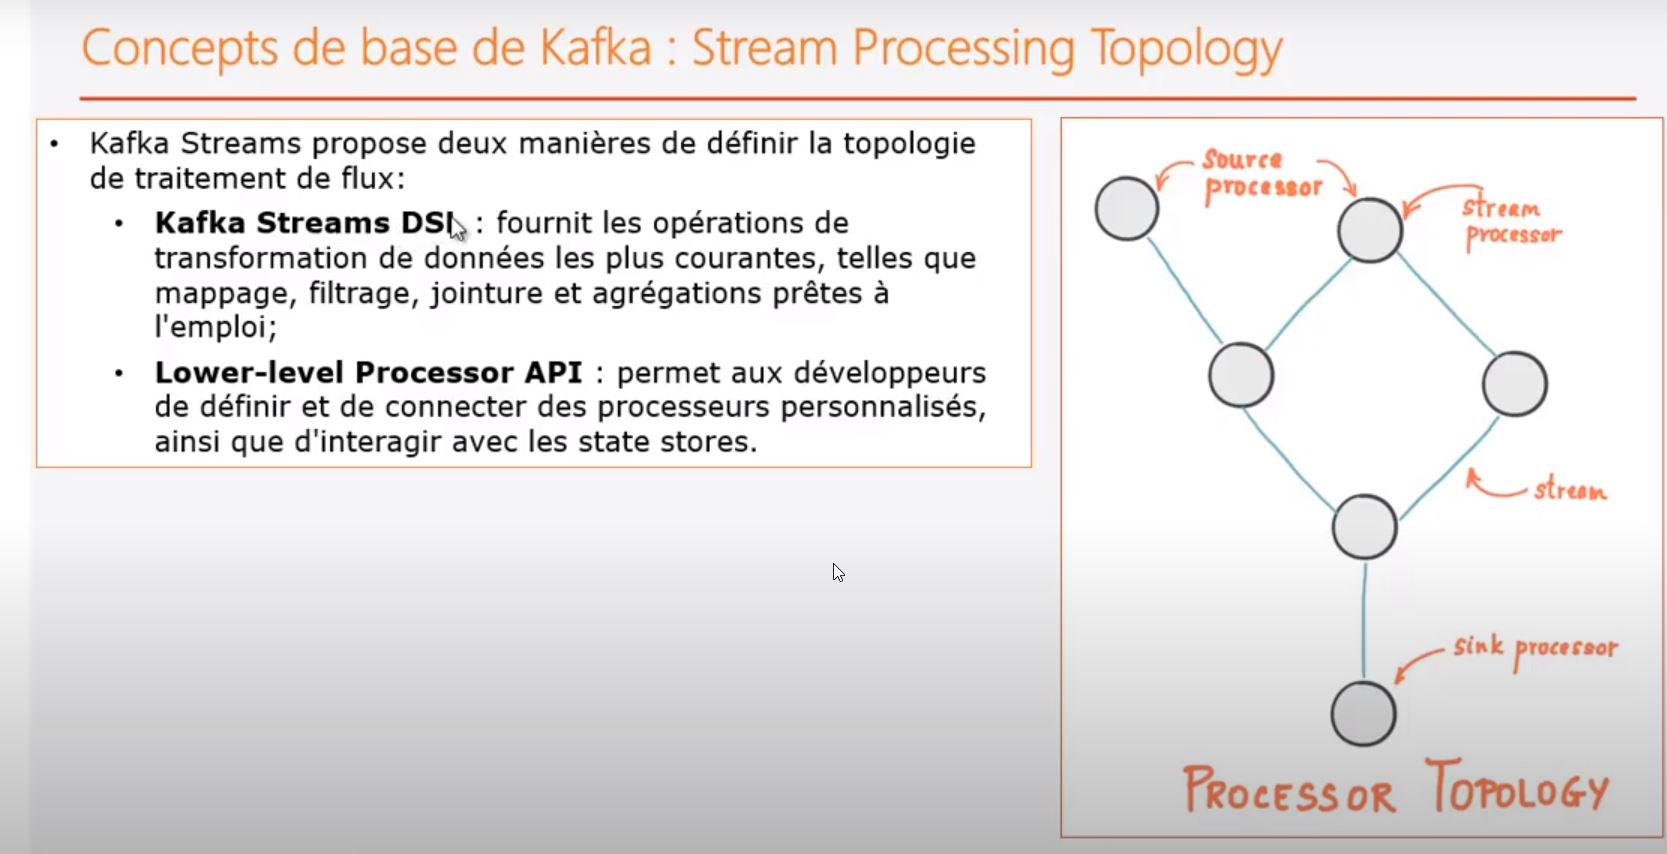 Concepts de base de Kafka : Stream Processing Topology
• Kafka Streams propose deux manières de définir la topologie
de traitement de flux:
• Kafka Streams DSL : fournit les opérations de
transformation de données les plus courantes, telles que
mappage, filtrage, jointure et agrégations prêtes à
l'emploi;
• Lower-level Processor API : permet aux développeurs
de définir et de connecter des processeurs personnalisés,
ainsi que d'interagir avec les state stores.
Source
processor
stream
processor
stream
sink processor
PROCESSOR TOPOLOGY